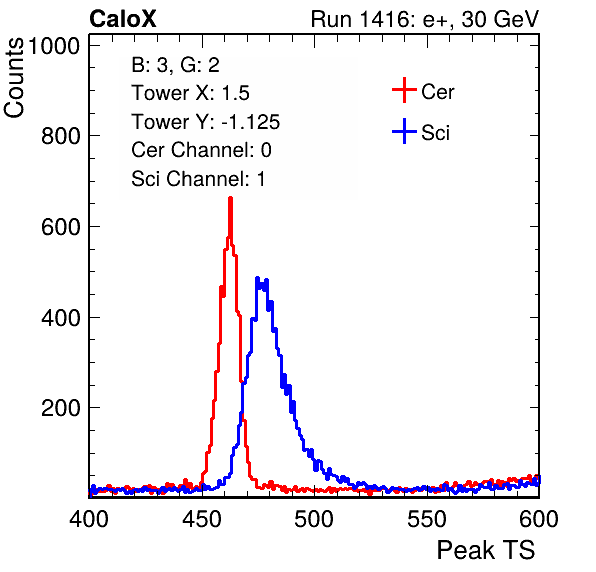 CaloX Run 1416: e+, 30 GeV
Counts
1000
800
600
400
200
B: 3, G: 2
Tower X: 1.5
Tower Y: -1.125
Cer Channel: 0
Sci Channel: 1
Cer
Sci
400 450 500 550 600
Peak TS